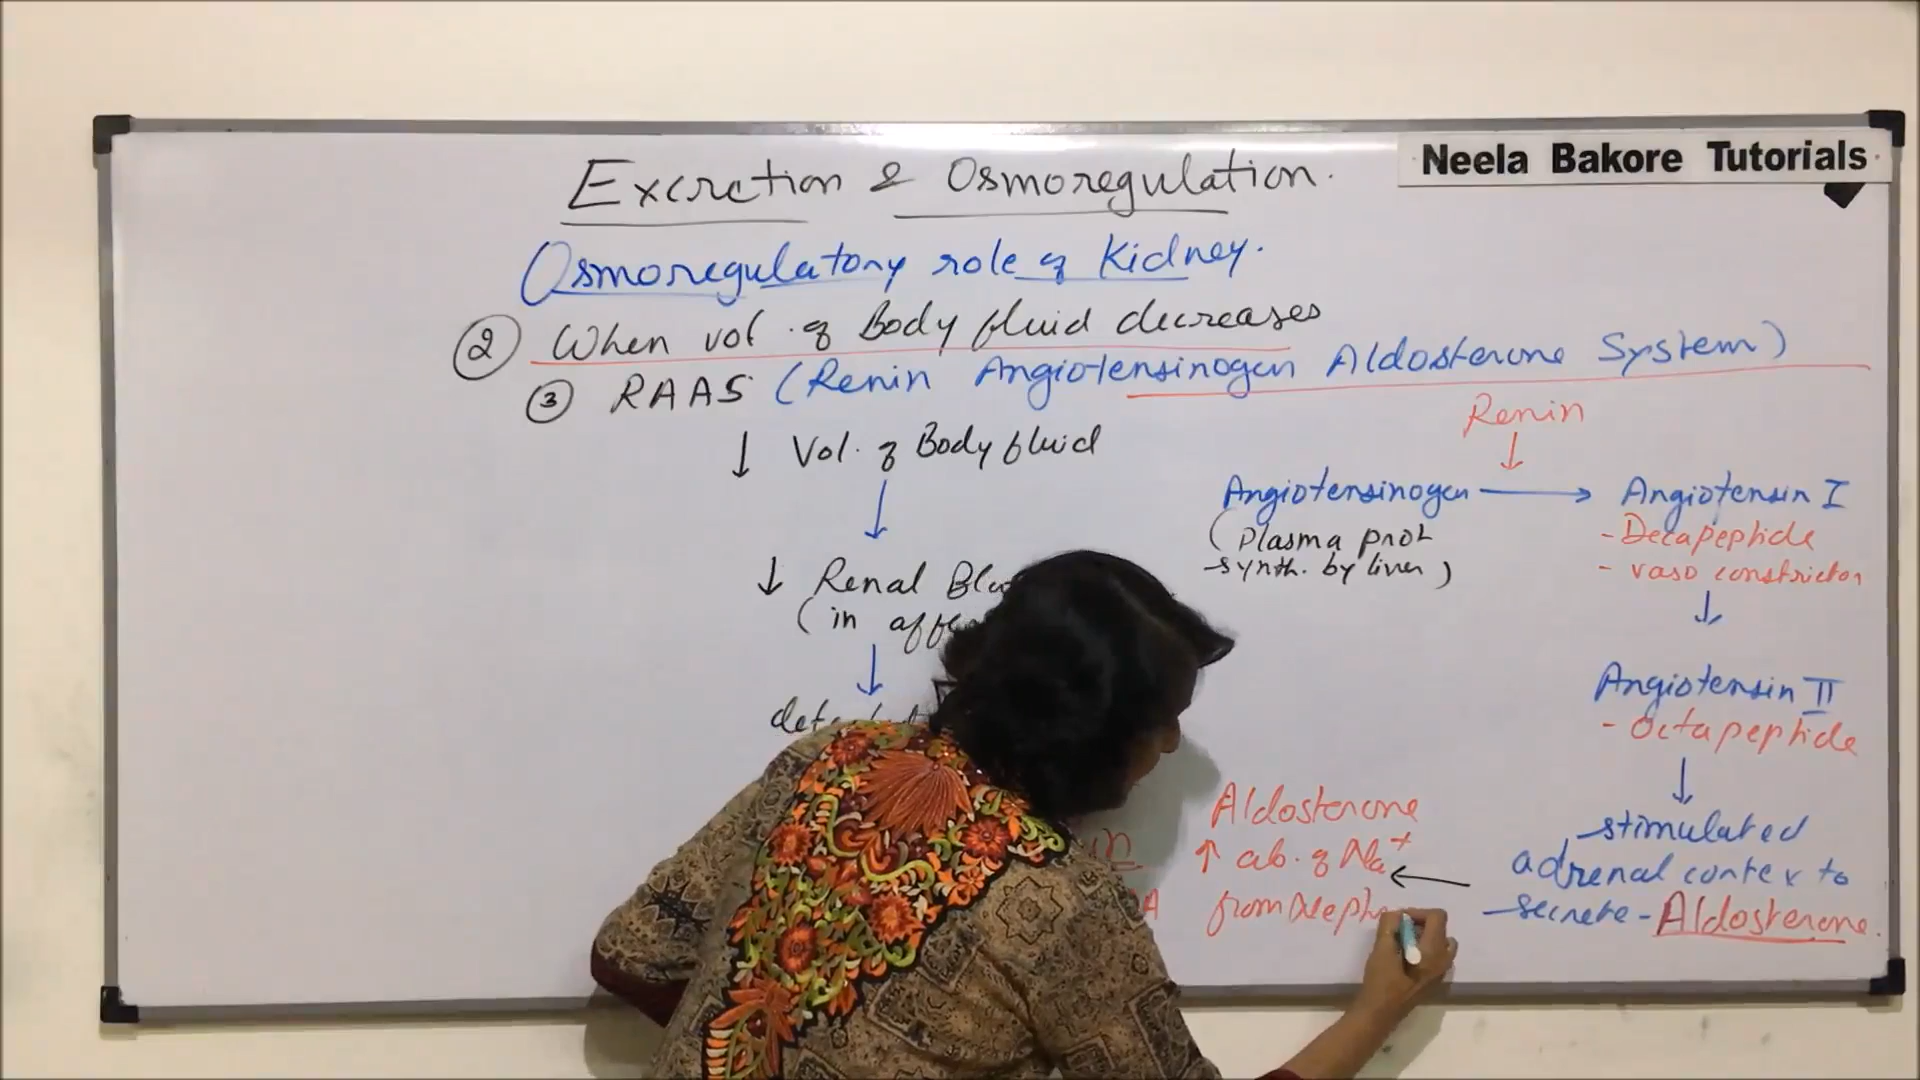 Neela Bakore Tutorials
Excretion & Osmoregulation.
Osmoregulatory role of Kidney.
② When vol. of Body fluid decreases
③ RAAS (Renin Angiotensinogen Aldosterone System)
↓ Vol. of Body fluid
↓ Renal
(in
Renin
↓
Angiotensinogen → Angiotensin I
(Plasma prot
synth. by liver)
- Decapeptide
- vaso constrictor
↓
Angiotensin II
- Octapeptide
↓
stimulated
adrenal cortex to
secrete - Aldosterone.
Aldosterone
↑ ab. of Na+ ←
from